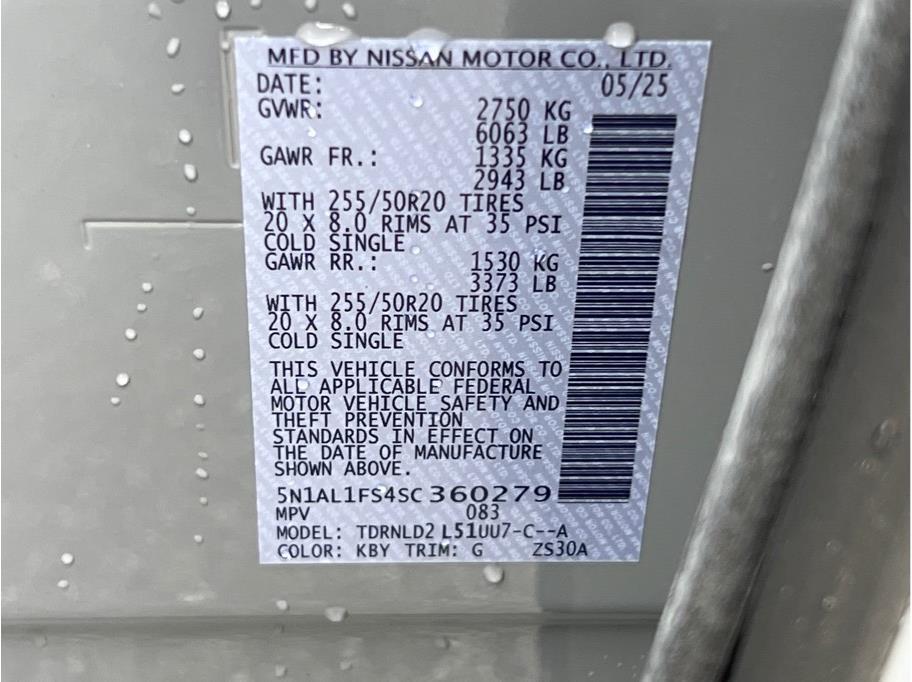 MFD BY NISSAN MOTOR CO., LTD.
DATE: 05/25
GVWR: 2750 KG
6063 LB
GAWR FR.: 1335 KG
2943 LB
WITH 255/50R20 TIRES
20 X 8.0 RIMS AT 35 PSI
COLD SINGLE
GAWR RR.: 1530 KG
3373 LB
WITH 255/50R20 TIRES
20 X 8.0 RIMS AT 35 PSI
COLD SINGLE
THIS VEHICLE CONFORMS TO
ALL APPLICABLE FEDERAL
MOTOR VEHICLE SAFETY AND
THEFT PREVENTION
STANDARDS IN EFFECT ON
THE DATE OF MANUFACTURE
SHOWN ABOVE.
5N1AL1FS4SC360279
MPV 083
MODEL: TDRNLD2 L51UU7-C--A
COLOR: KBY TRIM: G ZS30A